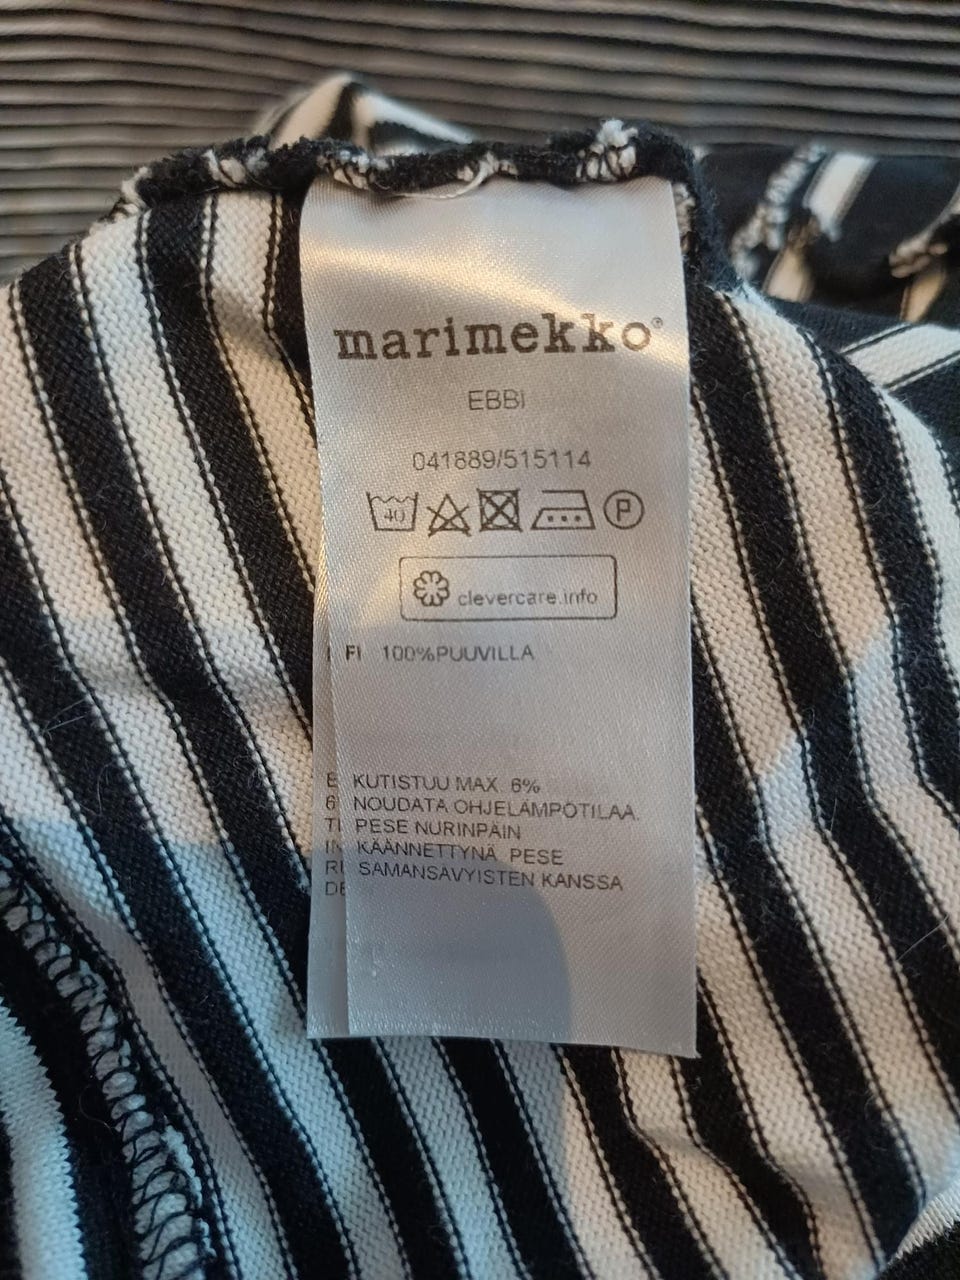 marimekko®
EBBI
041889/515114
40 P
clevercare.info
FI 100%PUUVILLA
KUTISTUU MAX. 6%
NOUDATA OHJELÄMPÖTILAA.
PESE NURINPÄIN
KÄÄNNETTYNÄ. PESE
SAMANSÄVYISTEN KANSSA